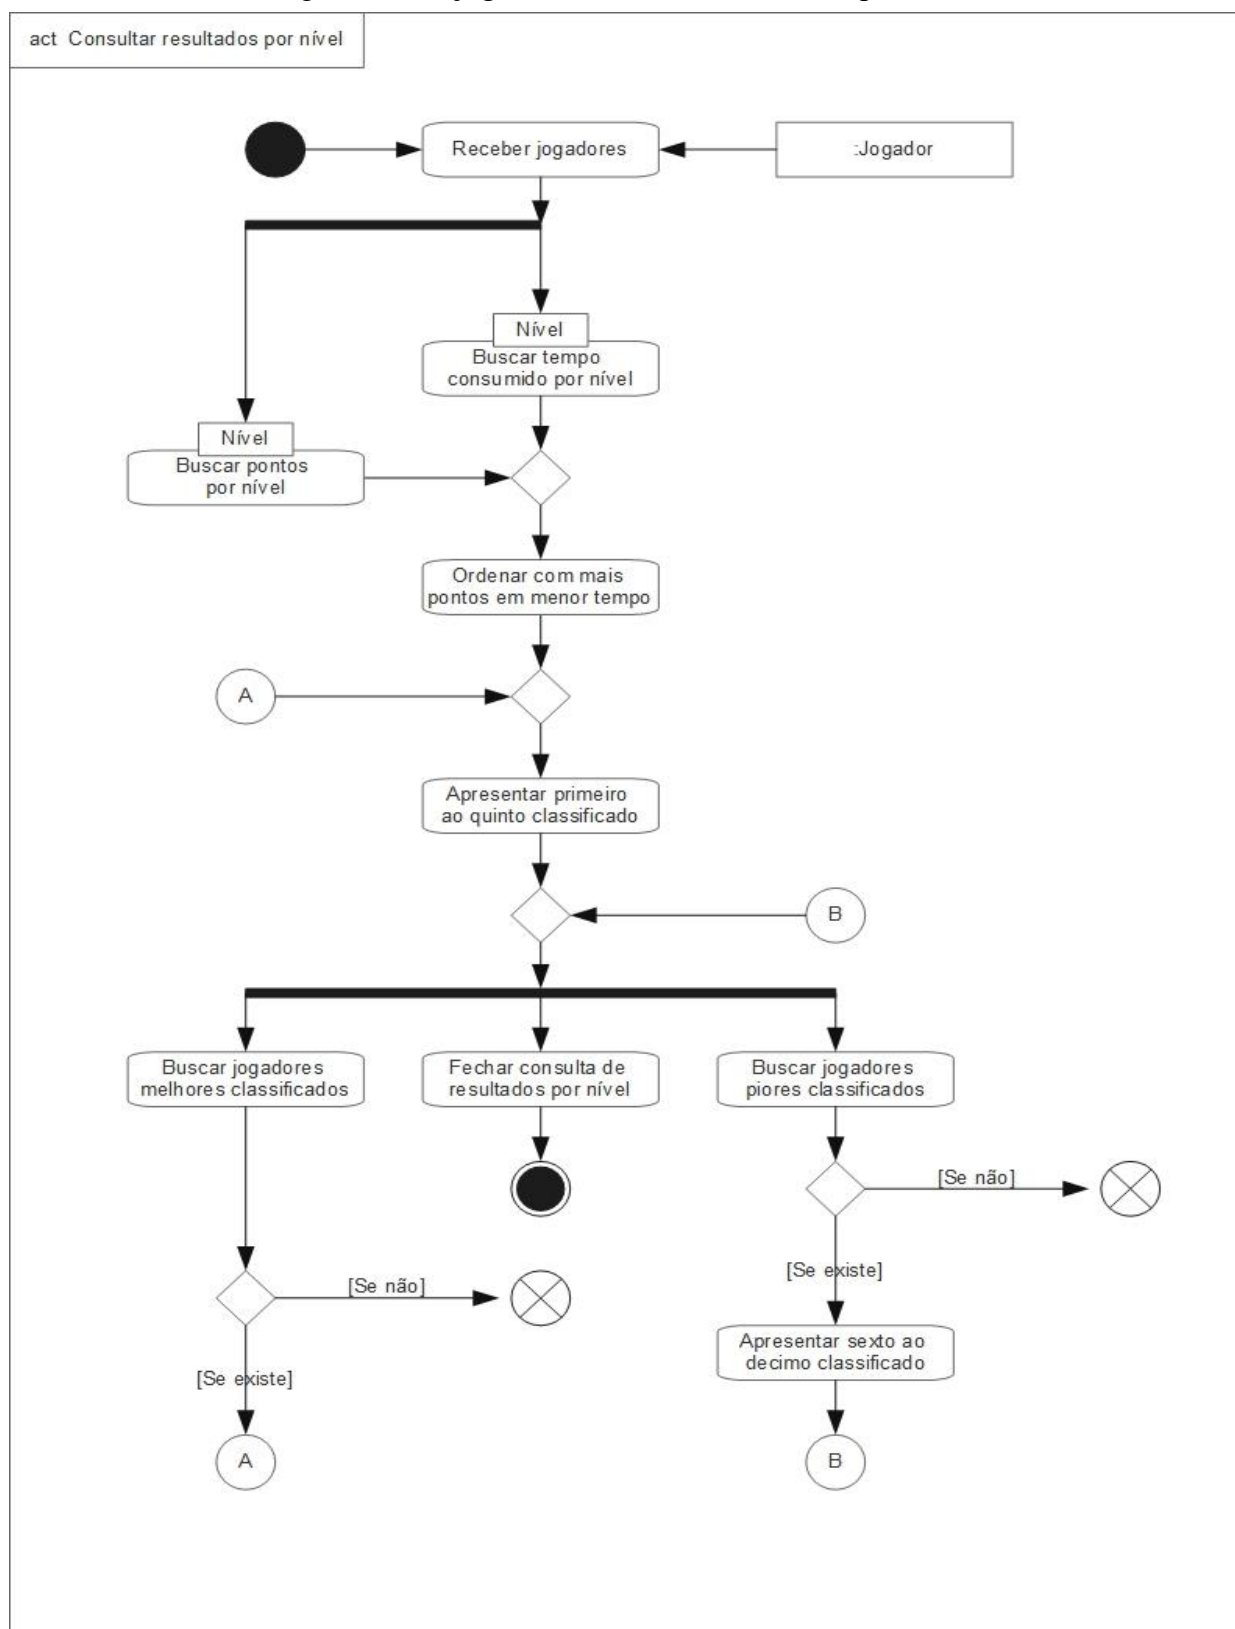 act Consultar resultados por nível
Receber jogadores
:Jogador
Nível
Buscar tempo
consumido por nível
Nível
Buscar pontos
por nível
Ordenar com mais
pontos em menor tempo
A
Apresentar primeiro
ao quinto classificado
B
Buscar jogadores
melhores classificados
Fechar consulta de
resultados por nível
Buscar jogadores
piores classificados
[Se não]
[Se existe]
[Se não]
Apresentar sexto ao
decimo classificado
[Se existe]
A
B